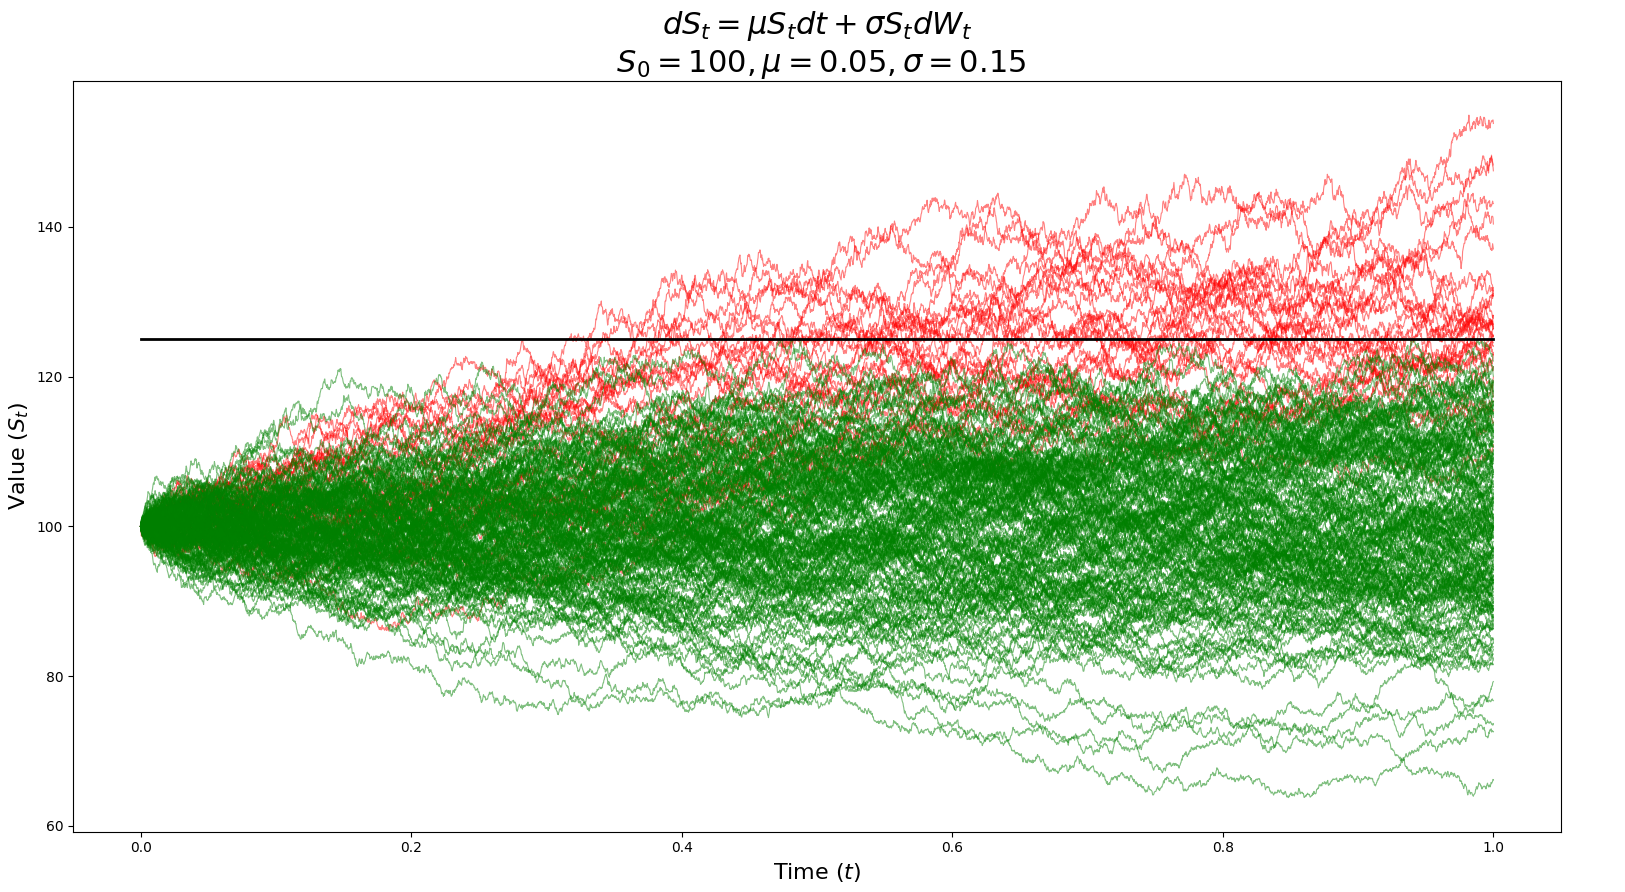 dS_t = μS_t dt + σS_t dW_t
S_0 = 100, μ = 0.05, σ = 0.15
140
120
100
80
60
Value (S_t)
0.0 0.2 0.4 0.6 0.8 1.0
Time (t)